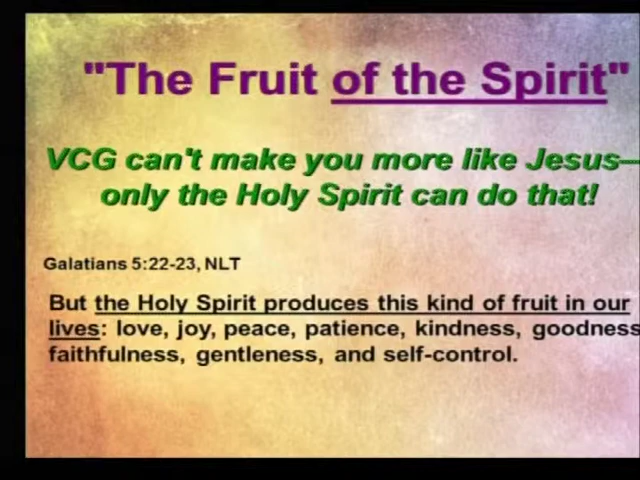 "The Fruit of the Spirit"
VCG can't make you more like Jesus—
only the Holy Spirit can do that!
Galatians 5:22-23, NLT
But the Holy Spirit produces this kind of fruit in our
lives: love, joy, peace, patience, kindness, goodness
faithfulness, gentleness, and self-control.